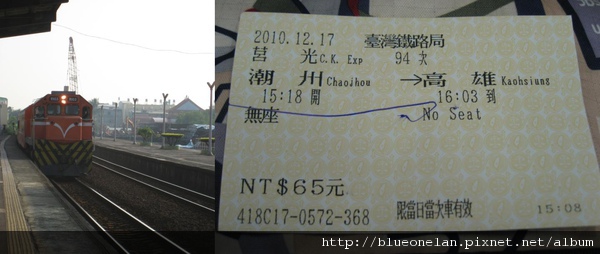 2010.12.17 臺灣鐵路局
莒 光 C.K. Exp 94 次
潮 州 Chaojhou →高 雄 Kaohsiung
15:18 開 16:03 到
無座 No Seat
NT$65元
418C17-0572-368 限當日當次車有效 15:08
http://blueonelan.pixnet.net/album